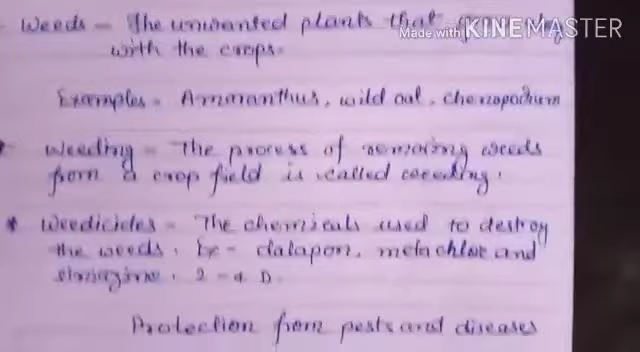 Weeds - The unwanted plants that
with the crops.
Made with KINEMASTER
Examples - Amaranthus, wild oat, chenopodium
Weeding - The process of removing weeds
from a crop field is called weeding.
* Weedicides - The chemicals used to destroy
the weeds. Ex - dalapon, metachlor and
simazine. 2-4 D.
Protection from pests and diseases